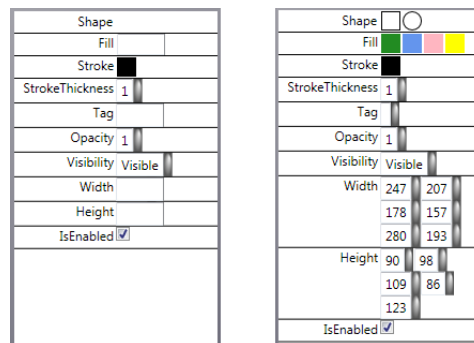 Shape
Fill
Stroke
StrokeThickness 1
Tag
Opacity 1
Visibility Visible
Width
Height
IsEnabled
Shape
Fill
Stroke
StrokeThickness 1
Tag
Opacity 1
Visibility Visible
Width 247 207
178 157
280 193
Height 90 98
109 86
123
IsEnabled